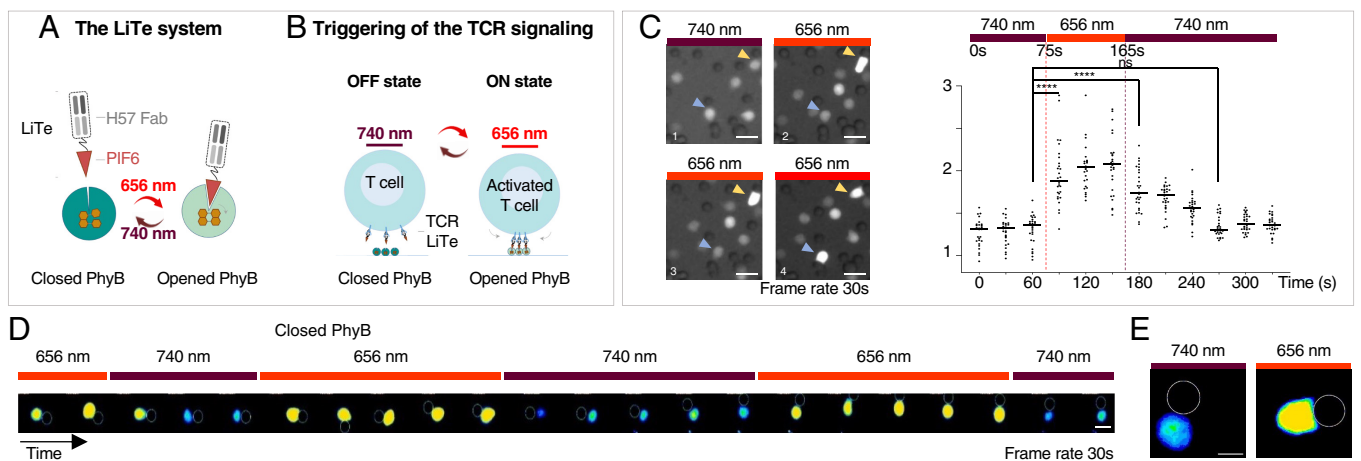 A The LiTe system
LiTe
H57 Fab
PIF6
656 nm
740 nm
Closed PhyB Opened PhyB
B Triggering of the TCR signaling
OFF state ON state
740 nm 656 nm
T cell
Activated
T cell
TCR
LiTe
Closed PhyB Opened PhyB
C
740 nm 656 nm
1 2
656 nm 656 nm
3 4
Frame rate 30s
740 nm 656 nm 740 nm
0s 75s 165s
ns
****
****
3
2
1
0 60 120 180 240 300 Time (s)
D
Closed PhyB
656 nm 740 nm 656 nm 740 nm 656 nm 740 nm
Time
Frame rate 30s
E
740 nm 656 nm